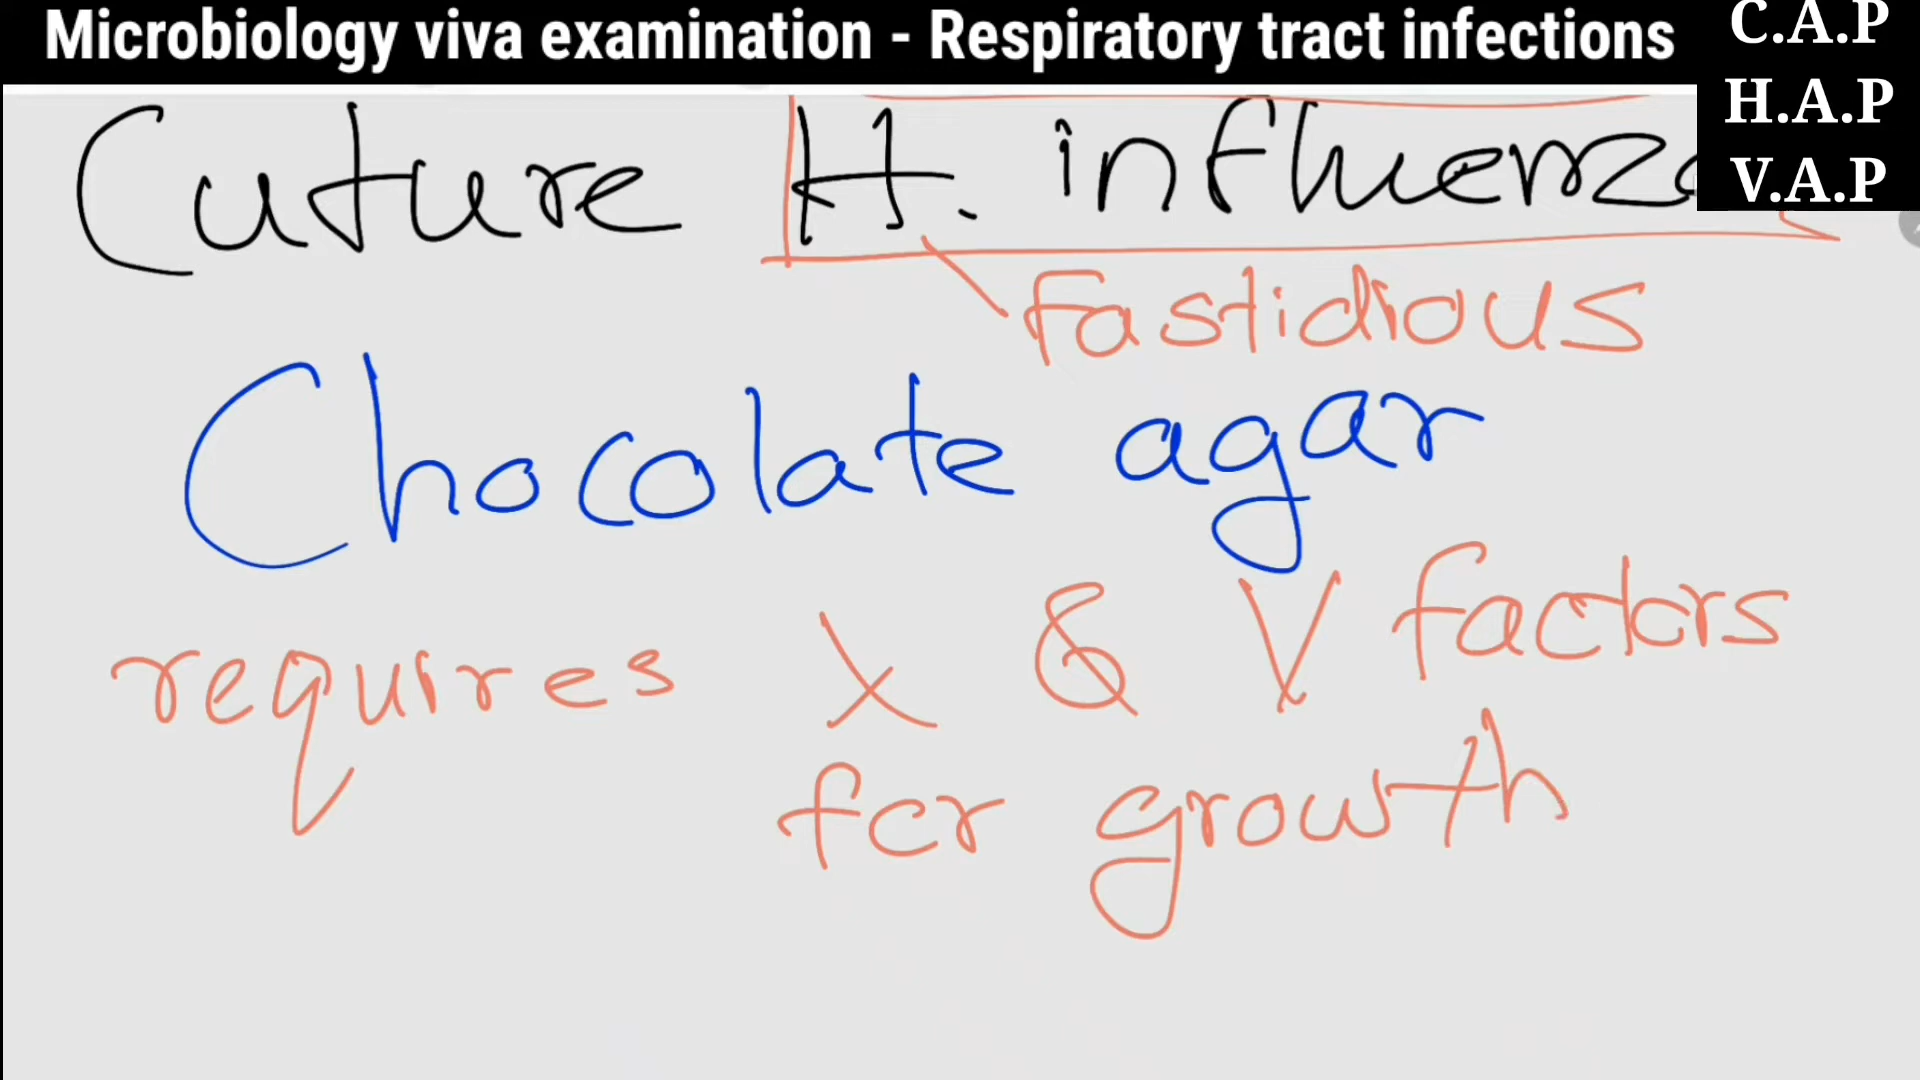 Microbiology viva examination - Respiratory tract infections
C.A.P
H.A.P
V.A.P
Cuture H. influenza
Fastidious
Chocolate agar
requires X & V factors
for growth